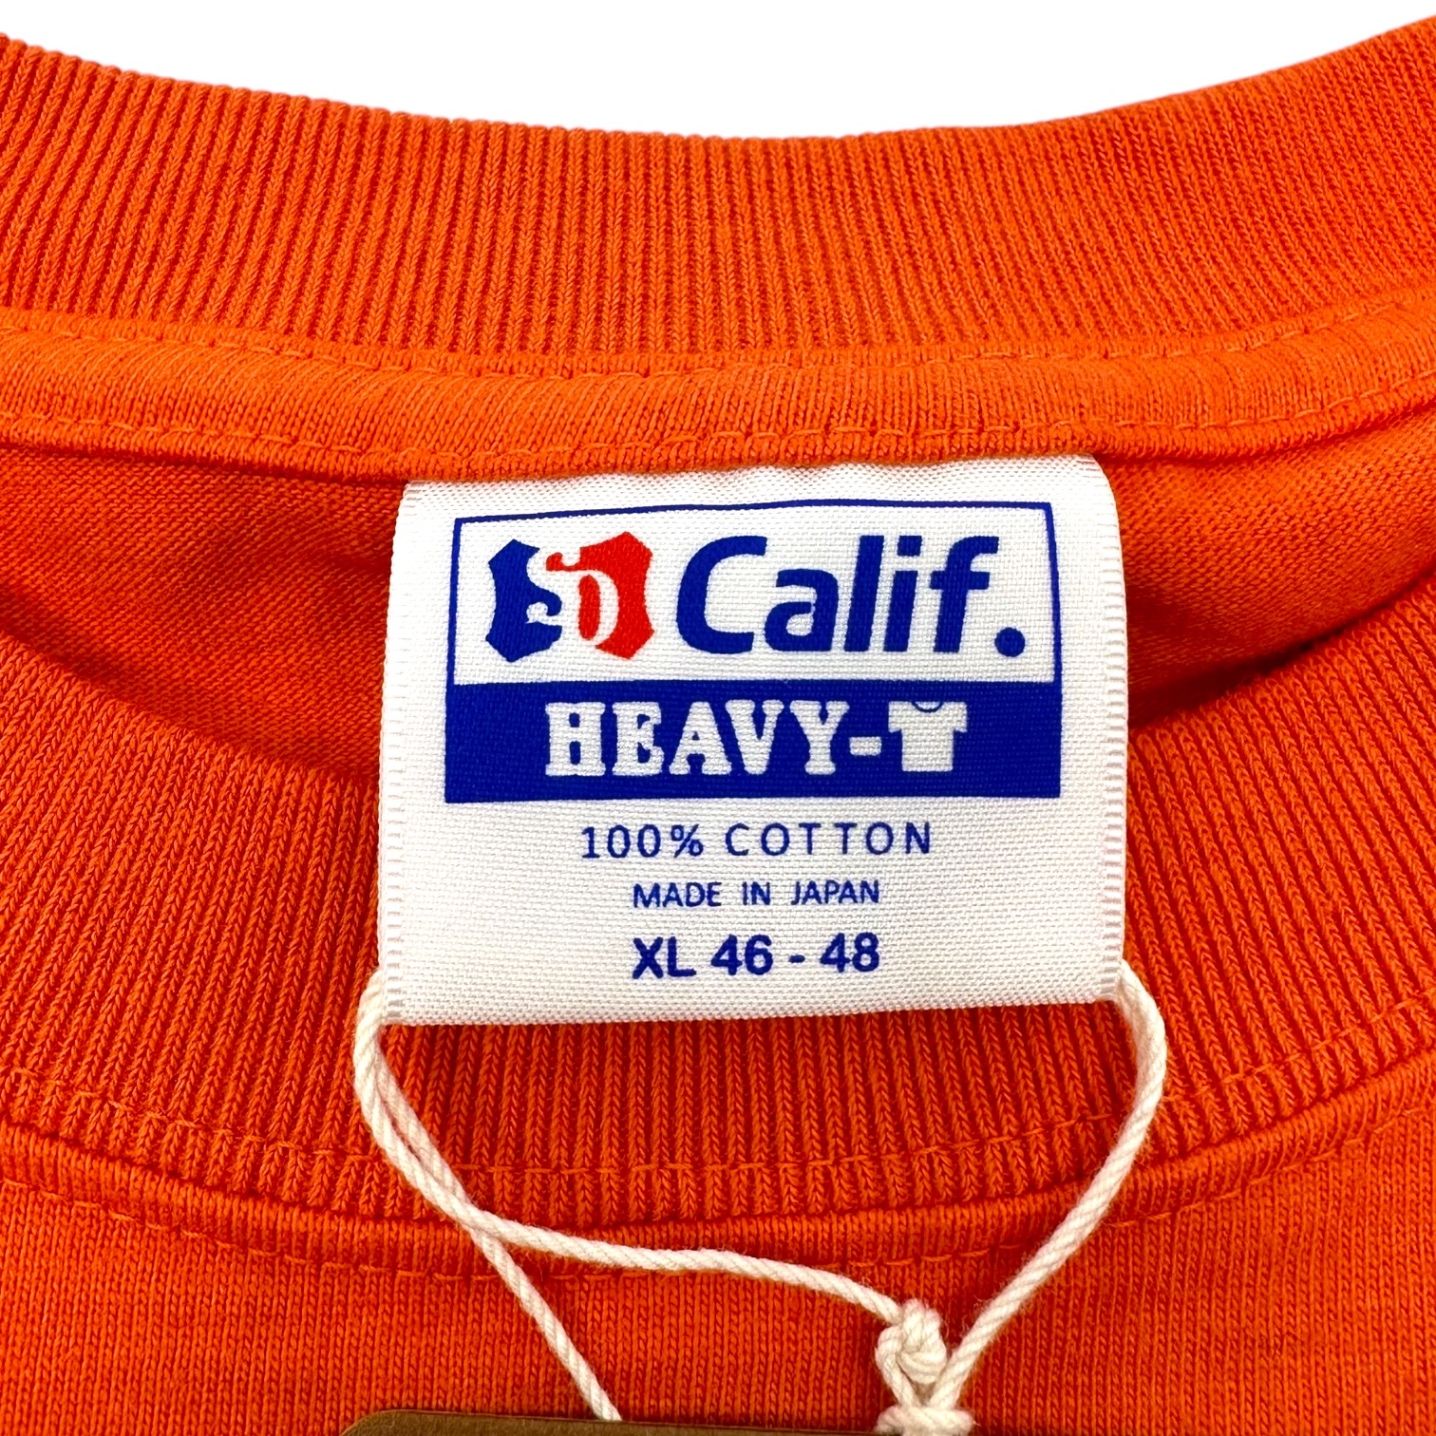 SD Calif.
HEAVY-T
100% COTTON
MADE IN JAPAN
XL 46 - 48